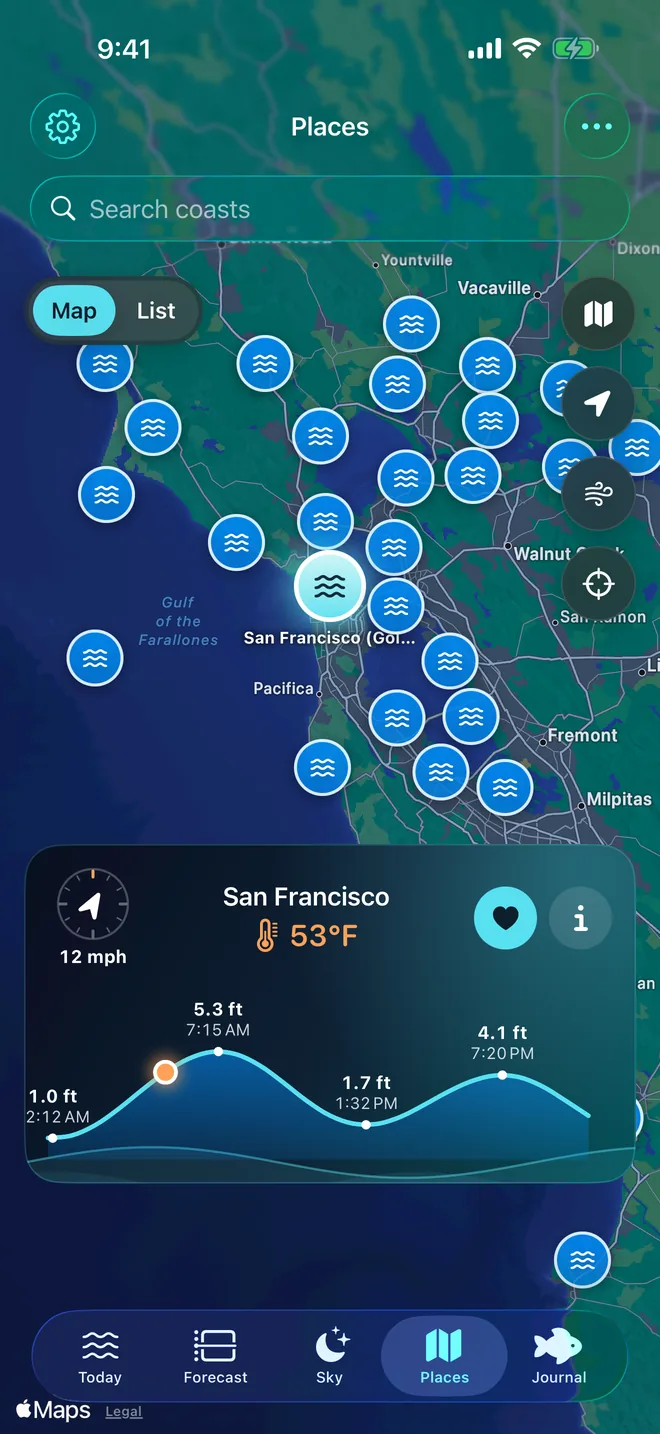 9:41
Places
Search coasts
Yountville
Dixon
Vacaville
Map
List
Walnut
Gulf
of the
Farallones
San Ramon
San Francisco (Gol...
Pacifica
Fremont
Milpitas
12 mph
San Francisco
53°F
an
5.3 ft
7:15 AM
4.1 ft
7:20 PM
1.7 ft
1:32 PM
1.0 ft
2:12 AM
Today
Forecast
Sky
Places
Journal
Maps
Legal